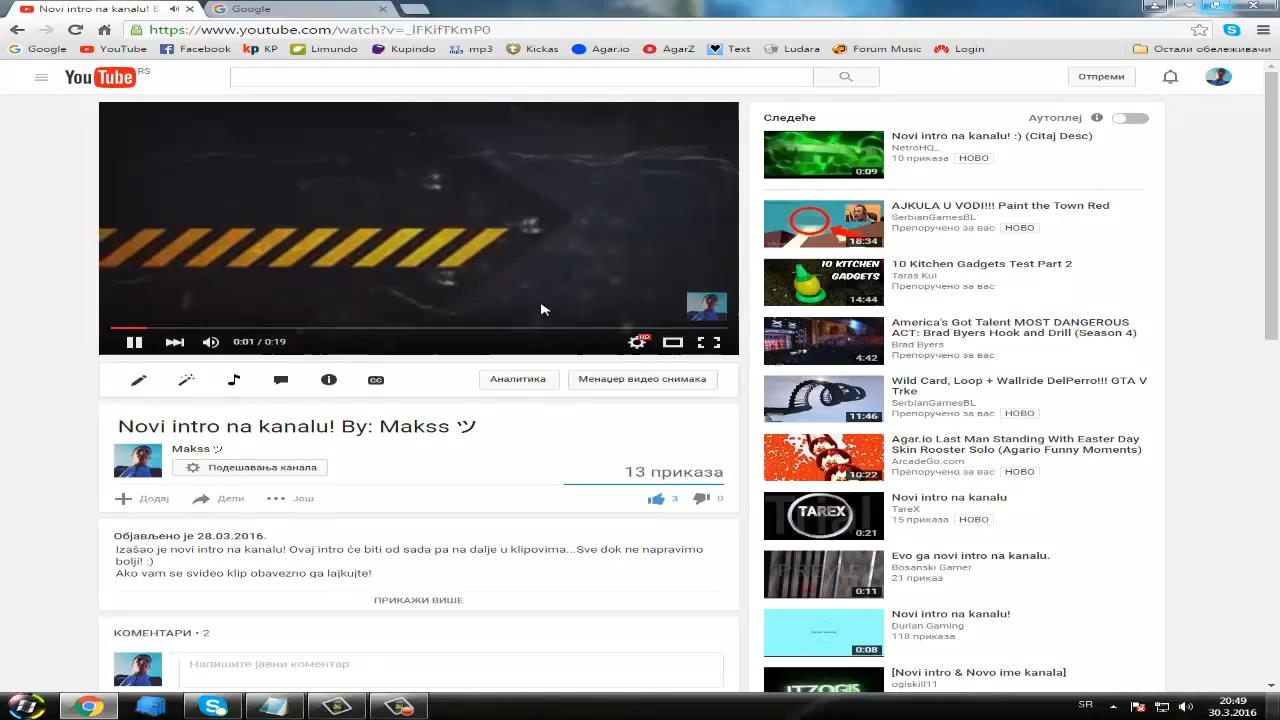 Novi intro na kanalu! B
Google
https://www.youtube.com/watch?v=_lFKifTKmP0
Google
YouTube
Facebook
kp KP
Limundo
Kupindo
mp3
Kickas
Agar.io
AgarZ
Text
Ludara
Forum Music
Login
Остали обележивачи
YouTube RS
Отпреми
0:01 / 0:19
HD
CC
Аналитика
Менаџер видео снимака
Novi intro na kanalu! By: Makss ツ
Makss ツ
Подешавања канала
13 приказа
Додај
Дели
Још
3
0
Објављено је 28.03.2016.
Izašao je novi intro na kanalu! Ovaj intro će biti od sada pa na dalje u klipovima...Sve dok ne napravimo
bolji! :)
Ako vam se svideo klip obavezno ga lajkujte!
ПРИКАЖИ ВИШЕ
КОМЕНТАРИ • 2
Напишите јавни коментар...
Следеће
Аутоплеј
Novi intro na kanalu! :) (Citaj Desc)
NetroHQ_
10 приказа НОВО
0:09
AJKULA U VODI!!! Paint the Town Red
SerbianGamesBL
Препоручено за вас НОВО
18:34
10 KITCHEN
GADGETS
14:44
10 Kitchen Gadgets Test Part 2
Taras Kul
Препоручено за вас
America's Got Talent MOST DANGEROUS
ACT: Brad Byers Hook and Drill (Season 4)
Brad Byers
Препоручено за вас
4:42
Wild Card, Loop + Wallride DelPerro!!! GTA V
Trke
SerbianGamesBL
Препоручено за вас НОВО
11:46
Agar.io Last Man Standing With Easter Day
Skin Rooster Solo (Agario Funny Moments)
ArcadeGo.com
Препоручено за вас НОВО
10:22
TAREX
0:21
Novi intro na kanalu
TareX
15 приказа НОВО
Evo ga novi intro na kanalu.
Bosanski Gamer
21 приказ
0:11
Novi intro na kanalu!
Durlan Gaming
118 приказа
0:08
[Novi intro & Novo ime kanala]
ogiskill11
ITZOGIS
SR
20:49
30.3.2016